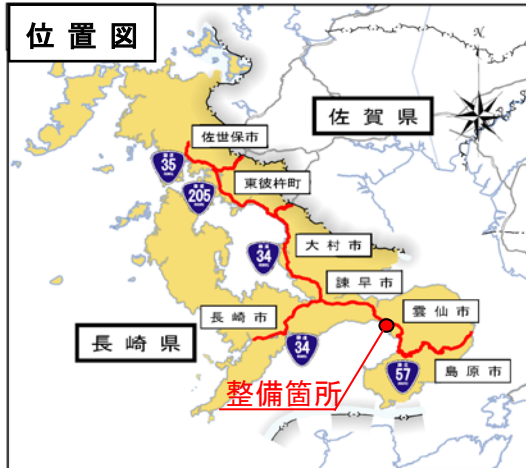 位置図
N
佐賀県
佐世保市
35
東彼杵町
205
大村市
34
諫早市
雲仙市
長崎市
長崎県
34
57
島原市
整備箇所